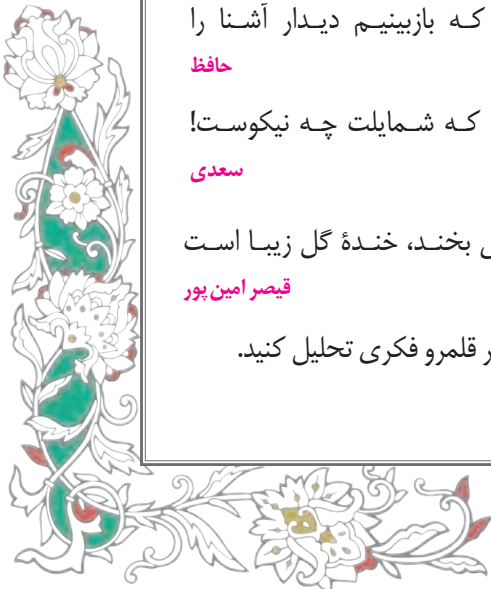 که بازبینیم دیدار آشنا را
حافظ
که شمایلت چه نیکوست!
سعدی
بخند، خندهٔ گل زیبا است
قیصر امین‌پور
قلمرو فکری تحلیل کنید.